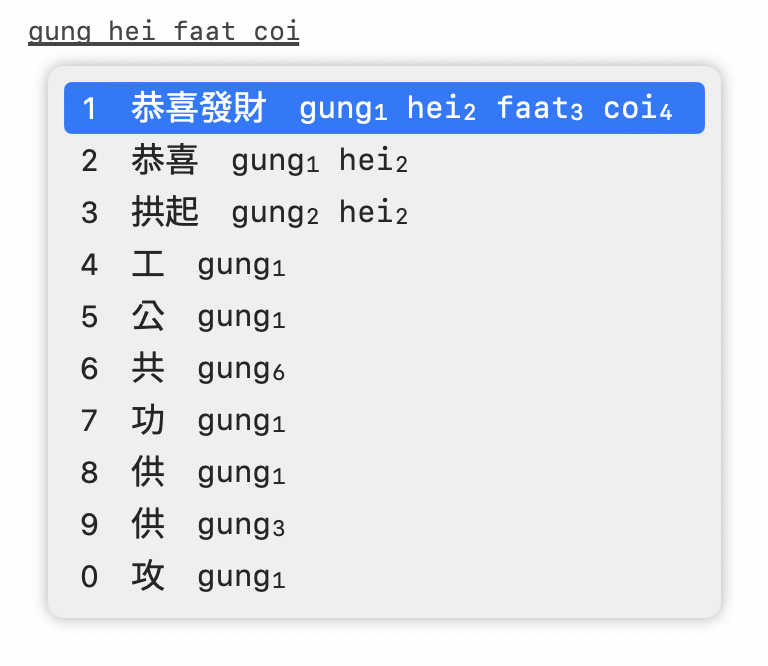 gung hei faat coi
1 恭喜發財 gung₁ hei₂ faat₃ coi₄
2 恭喜 gung₁ hei₂
3 拱起 gung₂ hei₂
4 工 gung₁
5 公 gung₁
6 共 gung₆
7 功 gung₁
8 供 gung₁
9 供 gung₃
0 攻 gung₁